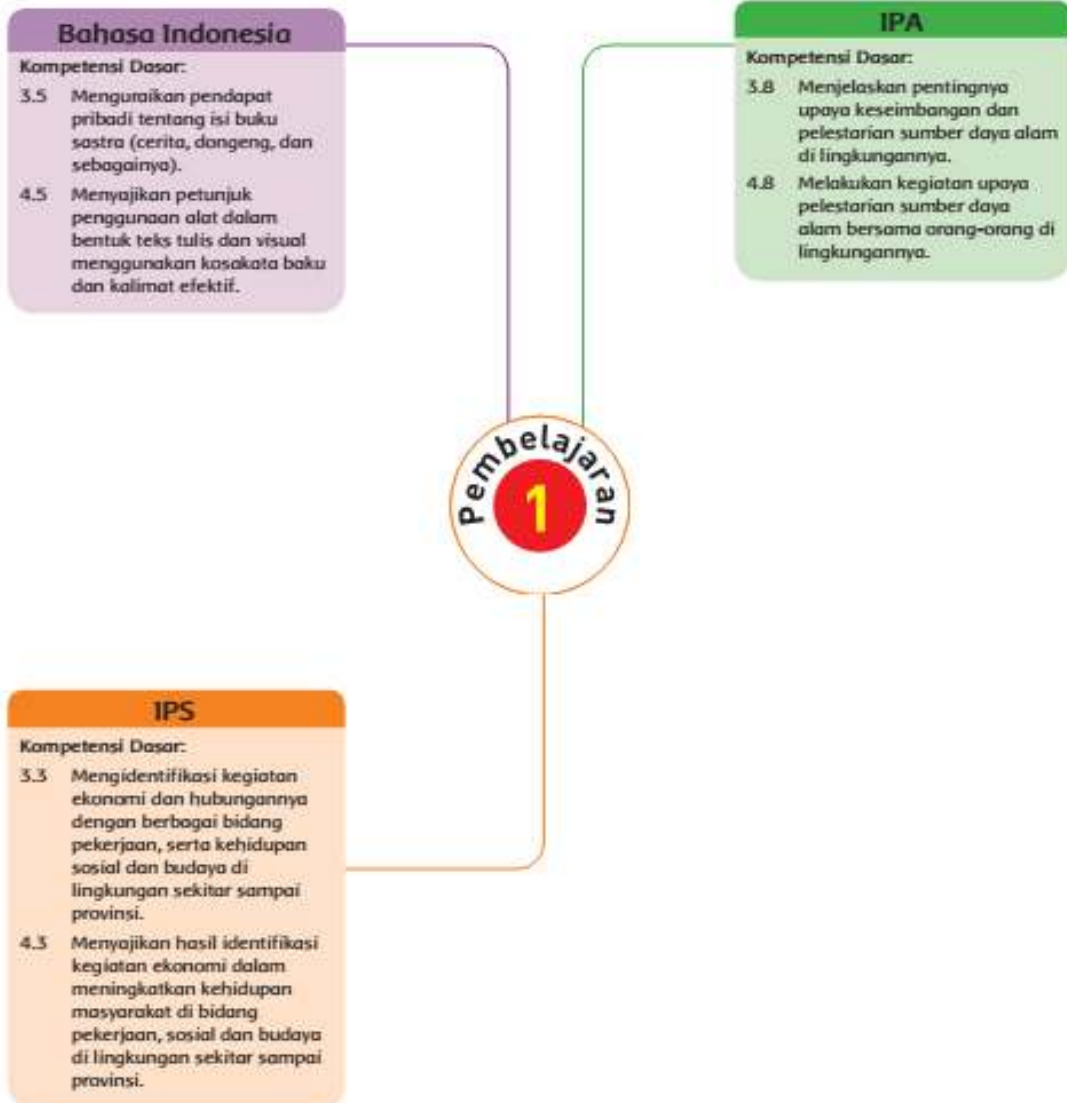 Bahasa Indonesia
Kompetensi Dasar:
3.5 Menguraikan pendapat
pribadi tentang isi buku
sastra (cerita, dongeng, dan
sebagainya).
4.5 Menyajikan petunjuk
penggunaan alat dalam
bentuk teks tulis dan visual
menggunakan kosakata baku
dan kalimat efektif.
IPA
Kompetensi Dasar:
3.8 Menjelaskan pentingnya
upaya keseimbangan dan
pelestarian sumber daya alam
di lingkungannya.
4.8 Melakukan kegiatan upaya
pelestarian sumber daya
alam bersama orang-orang di
lingkungannya.
Pembelajaran
1
IPS
Kompetensi Dasar:
3.3 Mengidentifikasi kegiatan
ekonomi dan hubungannya
dengan berbagai bidang
pekerjaan, serta kehidupan
sosial dan budaya di
lingkungan sekitar sampai
provinsi.
4.3 Menyajikan hasil identifikasi
kegiatan ekonomi dalam
meningkatkan kehidupan
masyarakat di bidang
pekerjaan, sosial dan budaya
di lingkungan sekitar sampai
provinsi.